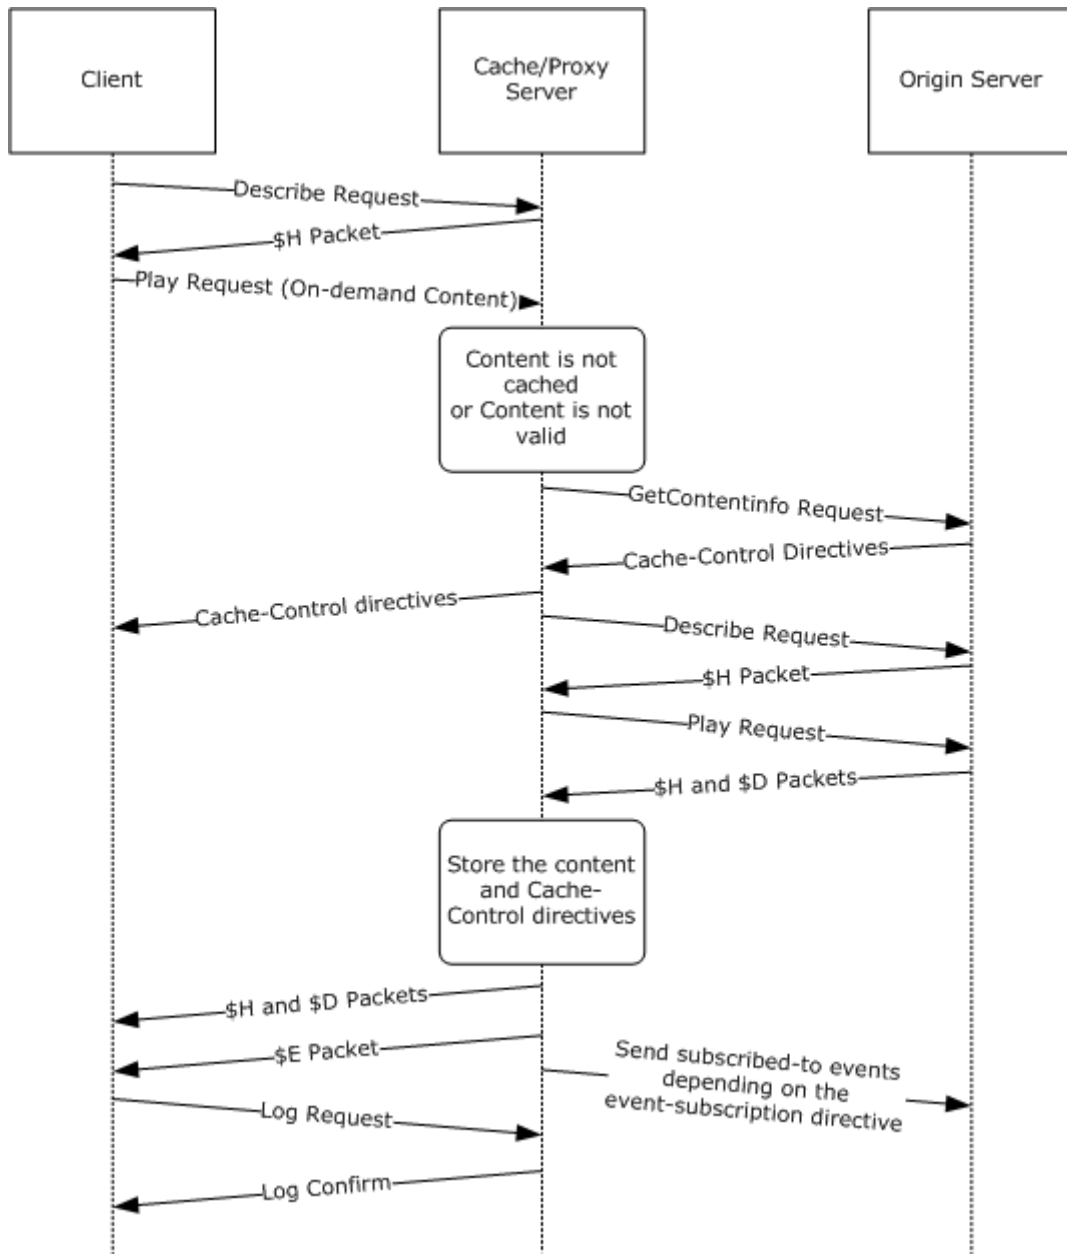 Client
Cache/Proxy
Server
Origin Server
Describe Request
$H Packet
Play Request (On-demand Content)
Content is not
cached
or Content is not
valid
GetContentinfo Request
Cache-Control Directives
Cache-Control directives
Describe Request
$H Packet
Play Request
$H and $D Packets
Store the content
and Cache-
Control directives
$H and $D Packets
$E Packet
Send subscribed-to events
depending on the
event-subscription directive
Log Request
Log Confirm